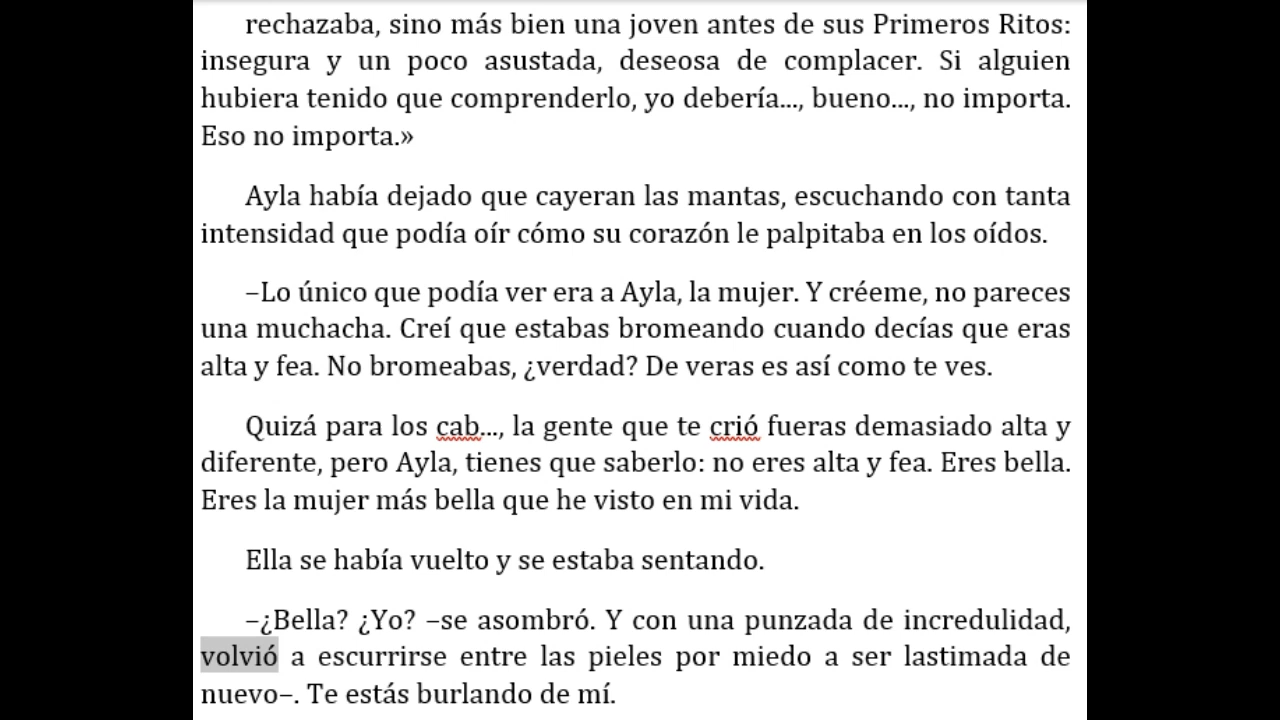 rechazaba, sino más bien una joven antes de sus Primeros Ritos:
insegura y un poco asustada, deseosa de complacer. Si alguien
hubiera tenido que comprenderlo, yo debería..., bueno..., no importa.
Eso no importa.»
Ayla había dejado que cayeran las mantas, escuchando con tanta
intensidad que podía oír cómo su corazón le palpitaba en los oídos.
–Lo único que podía ver era a Ayla, la mujer. Y créeme, no pareces
una muchacha. Creí que estabas bromeando cuando decías que eras
alta y fea. No bromeabas, ¿verdad? De veras es así como te ves.
Quizá para los cab..., la gente que te crió fueras demasiado alta y
diferente, pero Ayla, tienes que saberlo: no eres alta y fea. Eres bella.
Eres la mujer más bella que he visto en mi vida.
Ella se había vuelto y se estaba sentando.
–¿Bella? ¿Yo? –se asombró. Y con una punzada de incredulidad,
volvió a escurrirse entre las pieles por miedo a ser lastimada de
nuevo–. Te estás burlando de mí.